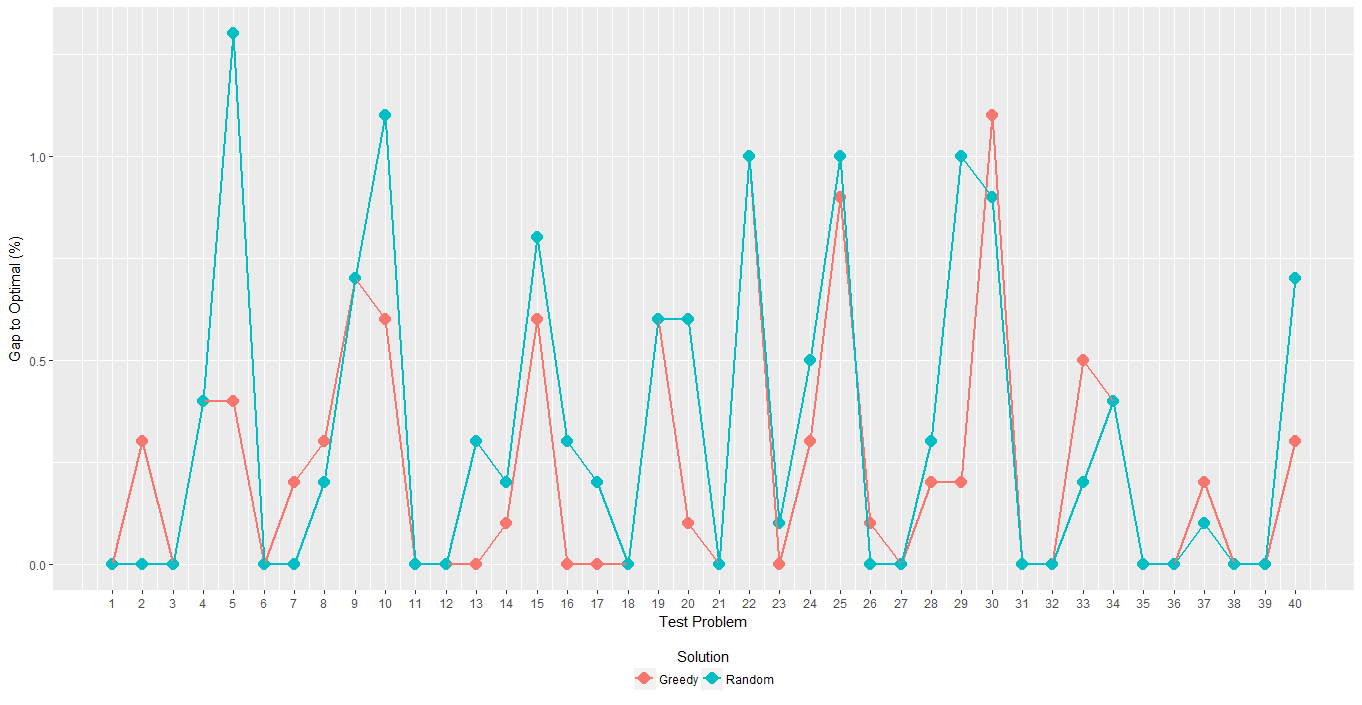 Gap to Optimal (%)
1.0
0.5
0.0
1 2 3 4 5 6 7 8 9 10 11 12 13 14 15 16 17 18 19 20 21 22 23 24 25 26 27 28 29 30 31 32 33 34 35 36 37 38 39 40
Test Problem
Solution
Greedy Random